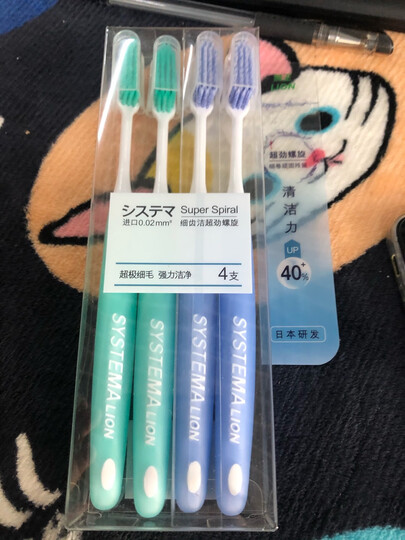 システマ
Super Spiral
进口0.02mm*
细齿洁超劲螺旋
超极细毛 强力洁净
4支
SYSTEMA LION
SYSTEMA LION
SYSTEMA LION
SYSTEMA LION
LION
超劲螺旋
清洁力
UP
40+%
日本研发